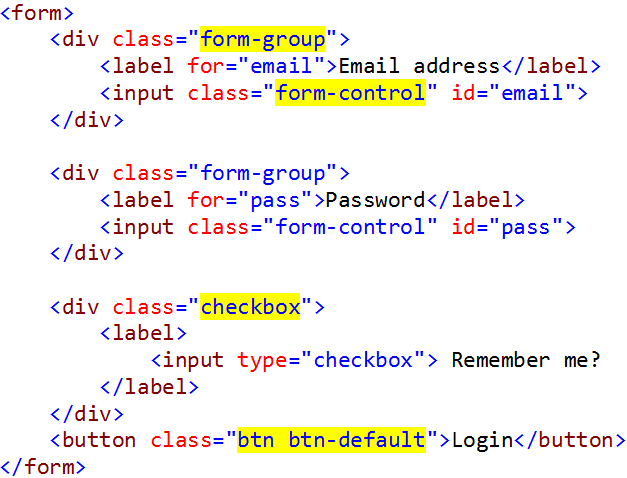 <form>
    <div class="form-group">
        <label for="email">Email address</label>
        <input class="form-control" id="email">
    </div>

    <div class="form-group">
        <label for="pass">Password</label>
        <input class="form-control" id="pass">
    </div>

    <div class="checkbox">
        <label>
            <input type="checkbox"> Remember me?
        </label>
    </div>
    <button class="btn btn-default">Login</button>
</form>